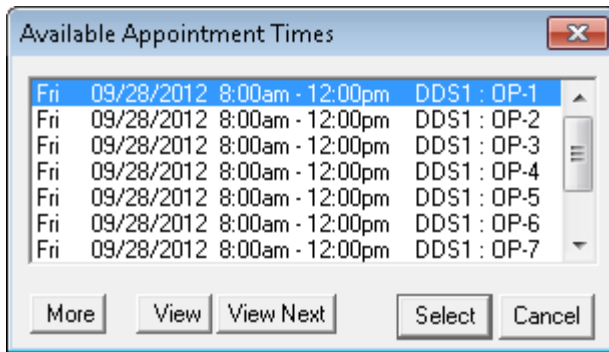 Available Appointment Times
Fri 09/28/2012 8:00am - 12:00pm DDS1 : OP-1
Fri 09/28/2012 8:00am - 12:00pm DDS1 : OP-2
Fri 09/28/2012 8:00am - 12:00pm DDS1 : OP-3
Fri 09/28/2012 8:00am - 12:00pm DDS1 : OP-4
Fri 09/28/2012 8:00am - 12:00pm DDS1 : OP-5
Fri 09/28/2012 8:00am - 12:00pm DDS1 : OP-6
Fri 09/28/2012 8:00am - 12:00pm DDS1 : OP-7
More View View Next Select Cancel